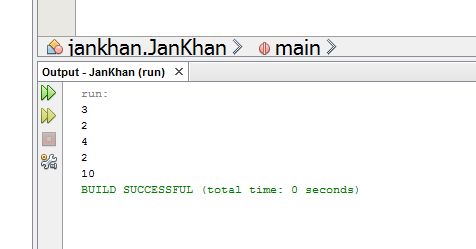 jankhan.JanKhan main
Output - JanKhan (run)
run:
3
2
4
2
10
BUILD SUCCESSFUL (total time: 0 seconds)